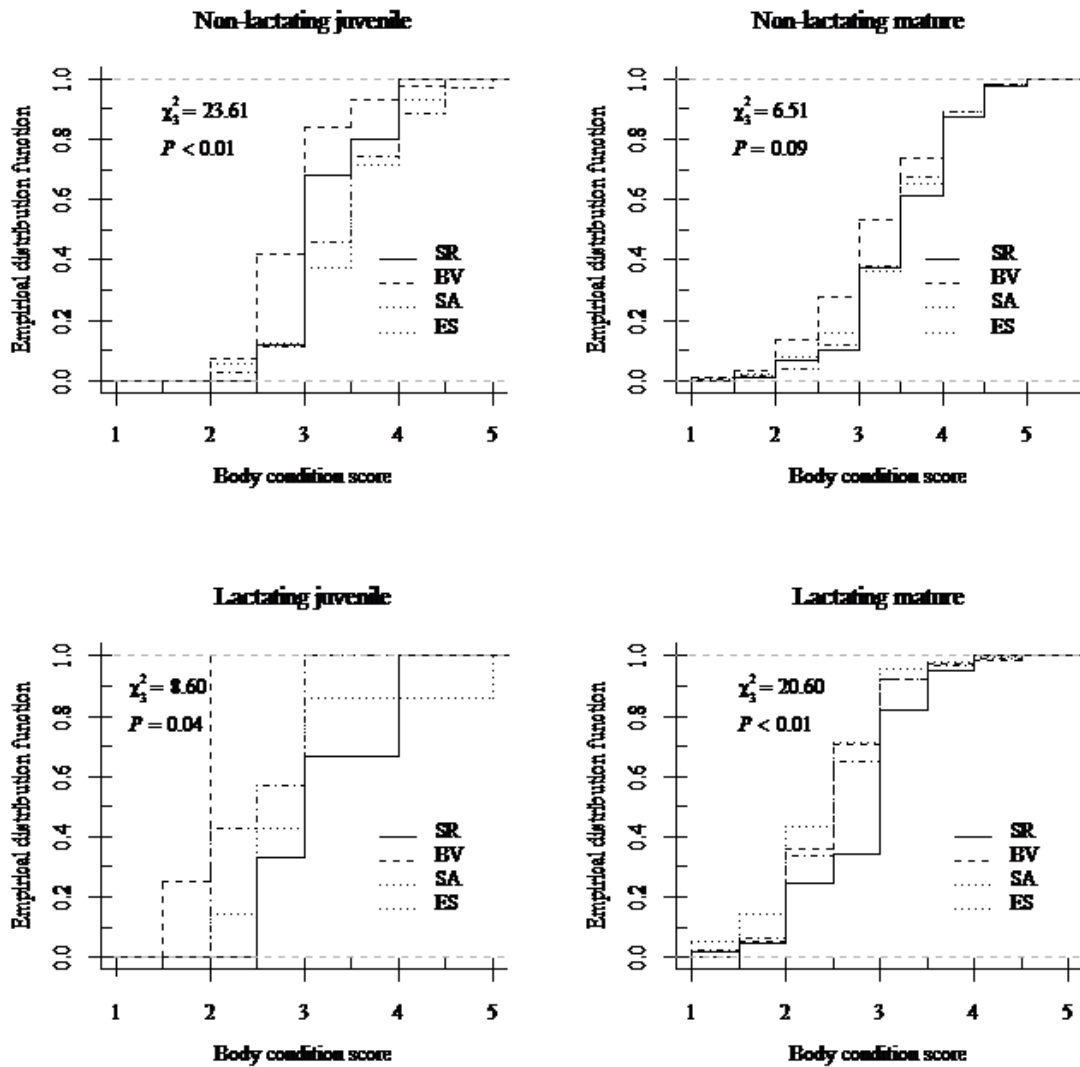 Non-lactating juvenile
Empirical distribution function
0.0 0.2 0.4 0.6 0.8 1.0
χ²₃ = 23.61
P < 0.01
SR
BV
SA
ES
1 2 3 4 5
Body condition score
Non-lactating mature
Empirical distribution function
0.0 0.2 0.4 0.6 0.8 1.0
χ²₃ = 6.51
P = 0.09
SR
BV
SA
ES
1 2 3 4 5
Body condition score
Lactating juvenile
Empirical distribution function
0.0 0.2 0.4 0.6 0.8 1.0
χ²₃ = 8.60
P = 0.04
SR
BV
SA
ES
1 2 3 4 5
Body condition score
Lactating mature
Empirical distribution function
0.0 0.2 0.4 0.6 0.8 1.0
χ²₃ = 20.60
P < 0.01
SR
BV
SA
ES
1 2 3 4 5
Body condition score